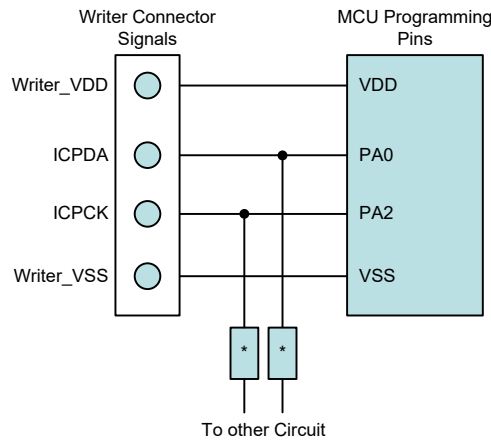 Writer Connector
Signals
MCU Programming
Pins
Writer_VDD
VDD
ICPDA
PA0
ICPCK
PA2
Writer_VSS
VSS
* *
To other Circuit